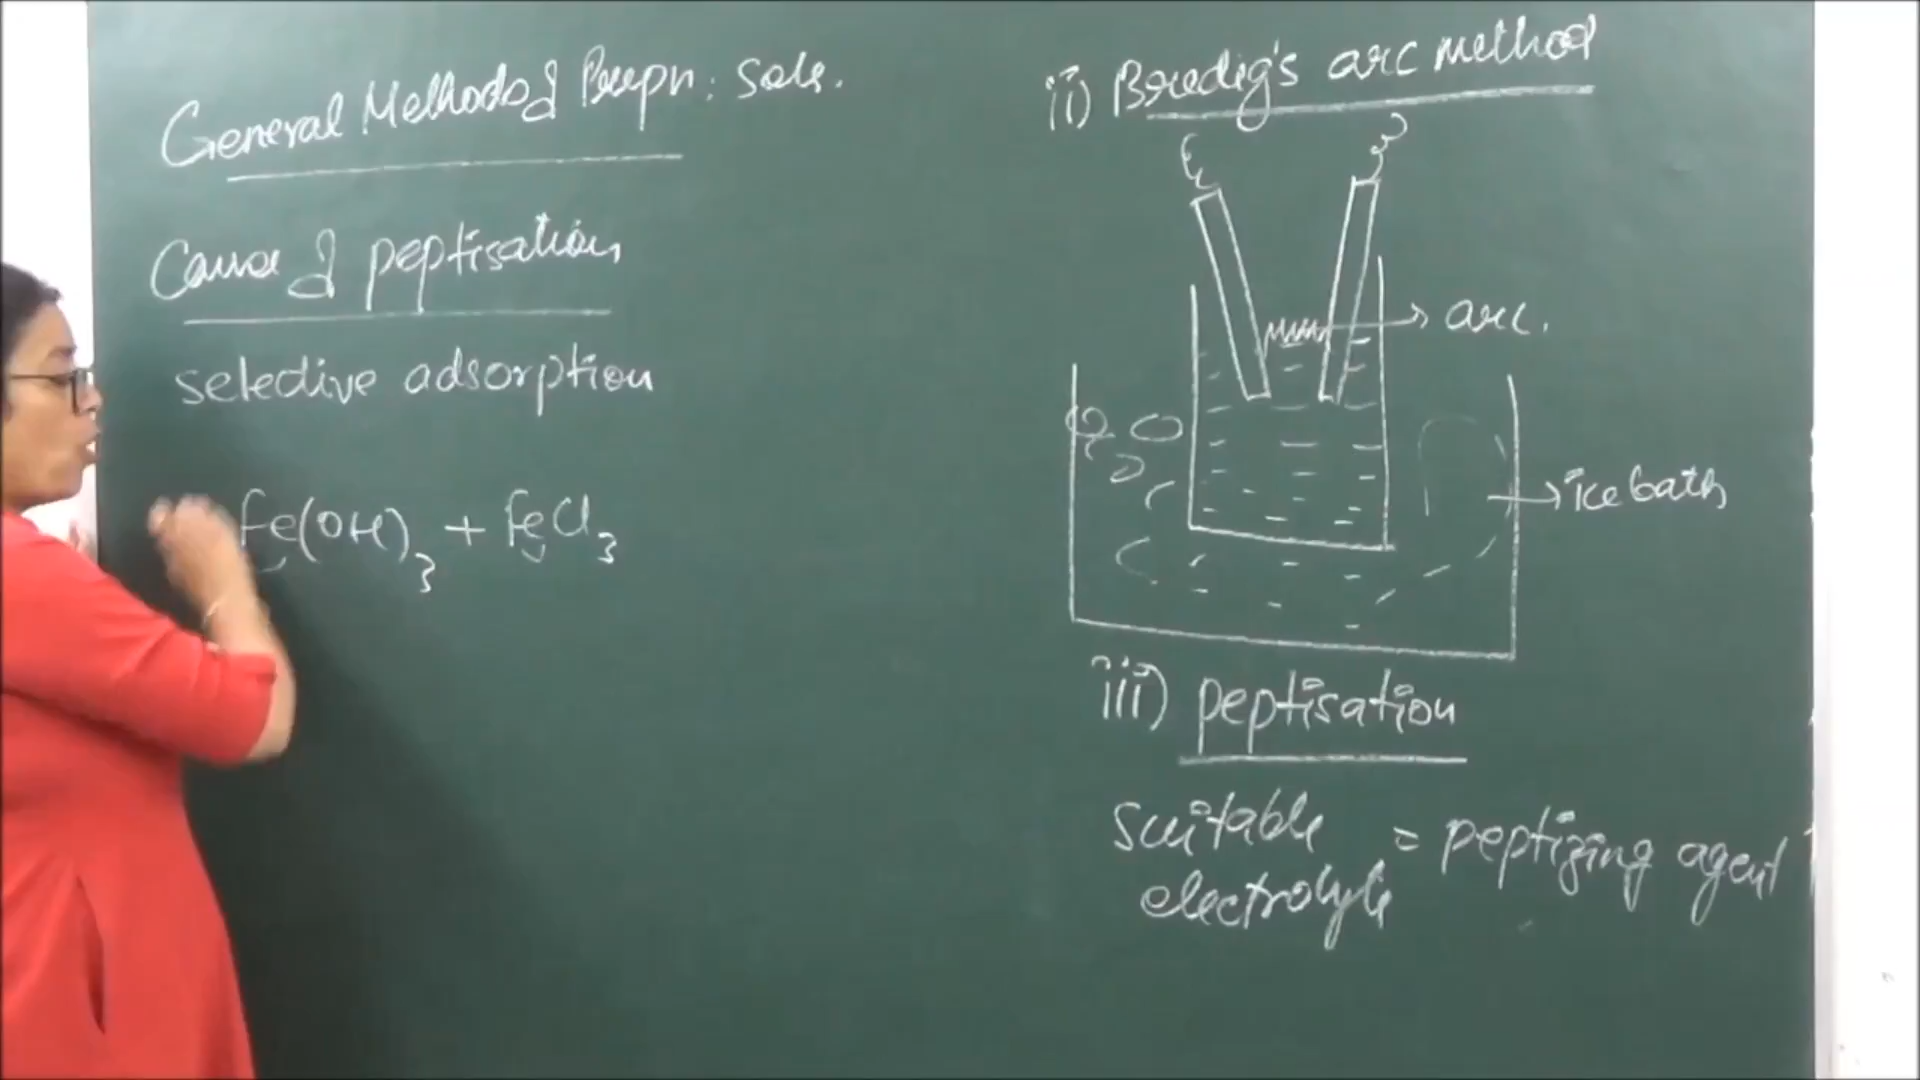 General Methods of Prepn: Sols.
Cause of peptisation
selective adsorption
Fe(OH)₃ + FeCl₃
ii) Bredig's arc method
arc.
ice bath
iii) peptisation
suitable electrolyte = peptizing agent